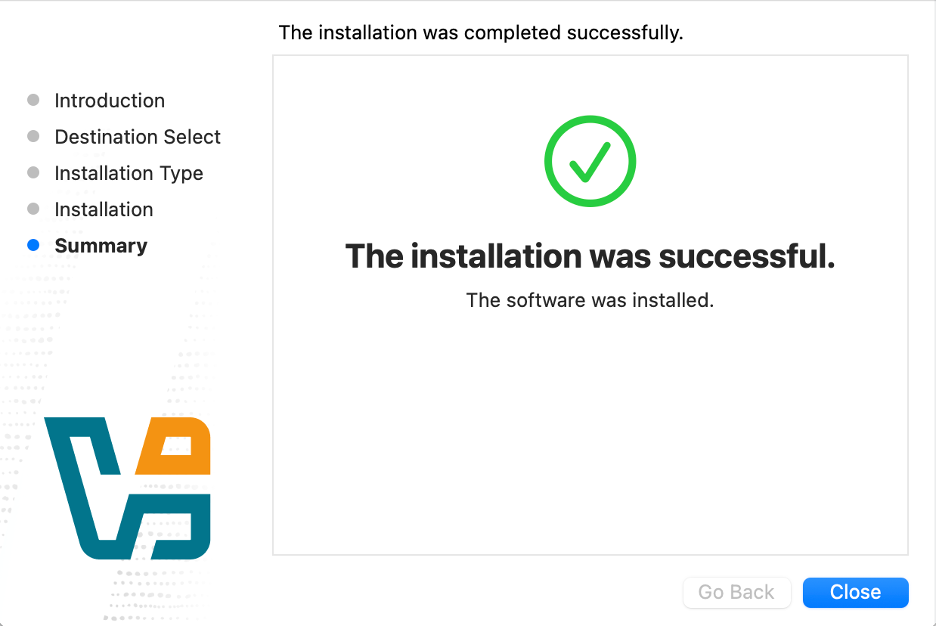 The installation was completed successfully.
Introduction
Destination Select
Installation Type
Installation
Summary
The installation was successful.
The software was installed.
Go Back
Close